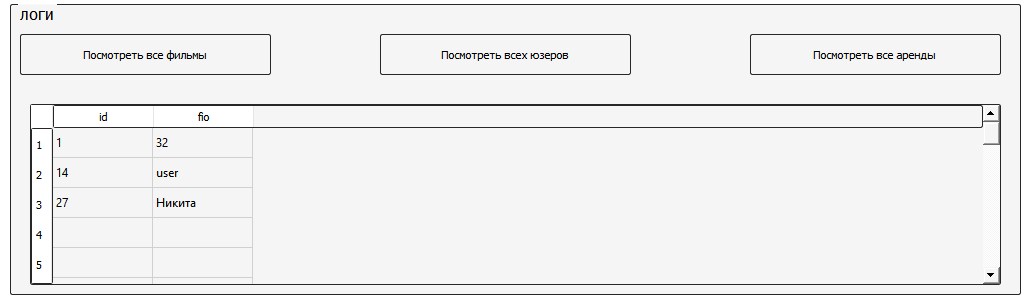 логи
Посмотреть все фильмы
Посмотреть всех юзеров
Посмотреть все аренды
id fio
1 1 32
2 14 user
3 27 Никита
4
5